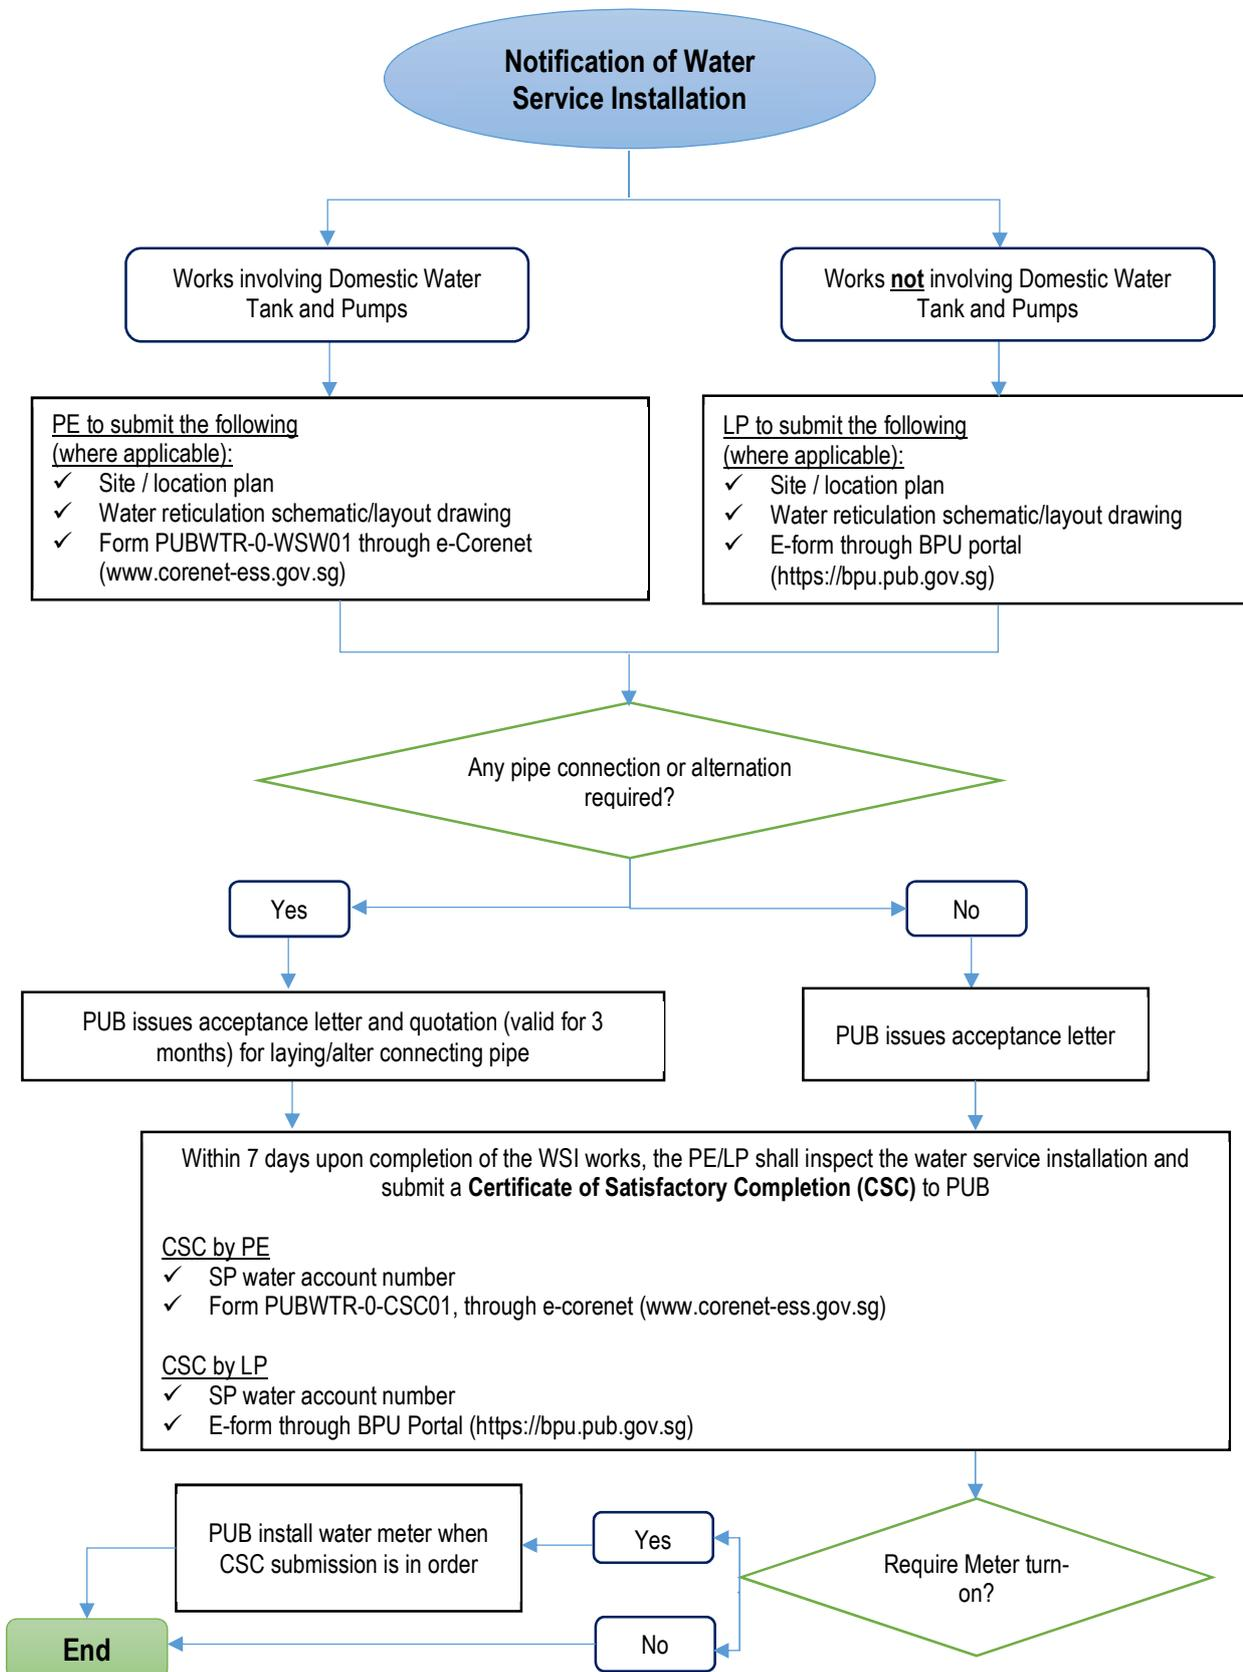 Notification of Water
Service Installation
Works involving Domestic Water
Tank and Pumps
Works not involving Domestic Water
Tank and Pumps
PE to submit the following
(where applicable):
✓ Site / location plan
✓ Water reticulation schematic/layout drawing
✓ Form PUBWTR-0-WSW01 through e-Corenet
(www.corenet-ess.gov.sg)
LP to submit the following
(where applicable):
✓ Site / location plan
✓ Water reticulation schematic/layout drawing
✓ E-form through BPU portal
(https://bpu.pub.gov.sg)
Any pipe connection or alternation
required?
Yes
No
PUB issues acceptance letter and quotation (valid for 3
months) for laying/alter connecting pipe
PUB issues acceptance letter
Within 7 days upon completion of the WSI works, the PE/LP shall inspect the water service installation and
submit a Certificate of Satisfactory Completion (CSC) to PUB
CSC by PE
✓ SP water account number
✓ Form PUBWTR-0-CSC01, through e-corenet (www.corenet-ess.gov.sg)
CSC by LP
✓ SP water account number
✓ E-form through BPU Portal (https://bpu.pub.gov.sg)
PUB install water meter when
CSC submission is in order
Yes
Require Meter turn-
on?
No
End